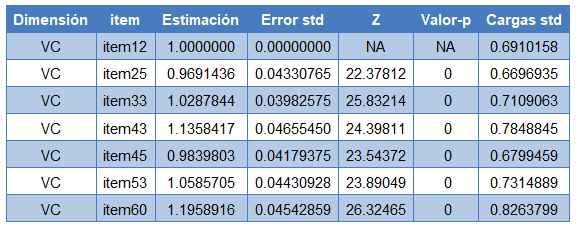 Dimensión item Estimación Error std Z Valor-p Cargas std
VC item12 1.0000000 0.00000000 NA NA 0.6910158
VC item25 0.9691436 0.04330765 22.37812 0 0.6696935
VC item33 1.0287844 0.03982575 25.83214 0 0.7109063
VC item43 1.1358417 0.04655450 24.39811 0 0.7848845
VC item45 0.9839803 0.04179375 23.54372 0 0.6799459
VC item53 1.0585705 0.04430928 23.89049 0 0.7314889
VC item60 1.1958916 0.04542859 26.32465 0 0.8263799